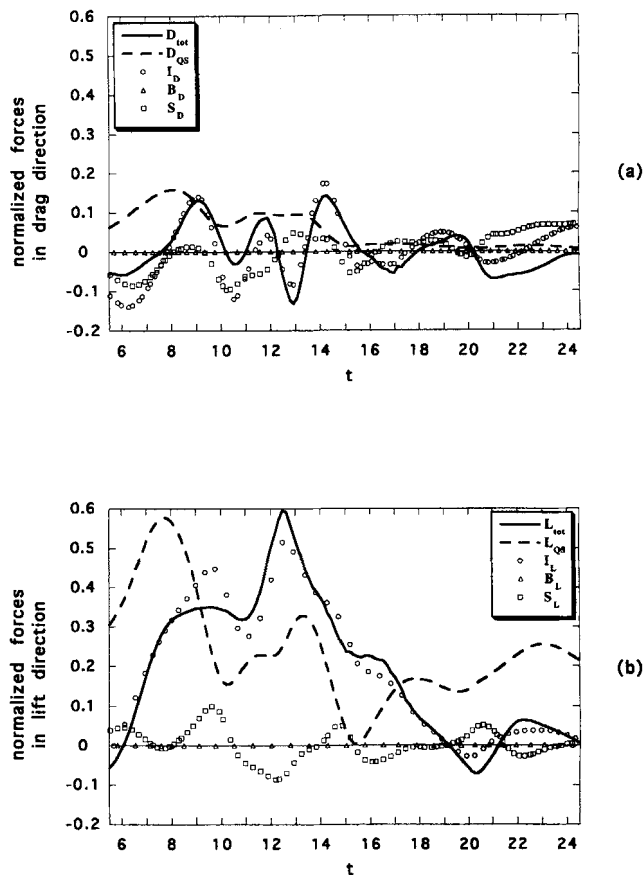 D_tot
D_QS
I_D
B_D
S_D
0.6
0.5
0.4
0.3
0.2
0.1
0
-0.1
-0.2
normalized forces
in drag direction
6 8 10 12 14 16 18 20 22 24
t
(a)
0.6
0.5
0.4
0.3
0.2
0.1
0
-0.1
-0.2
normalized forces
in lift direction
L_tot
L_QS
I_L
B_L
S_L
6 8 10 12 14 16 18 20 22 24
t
(b)